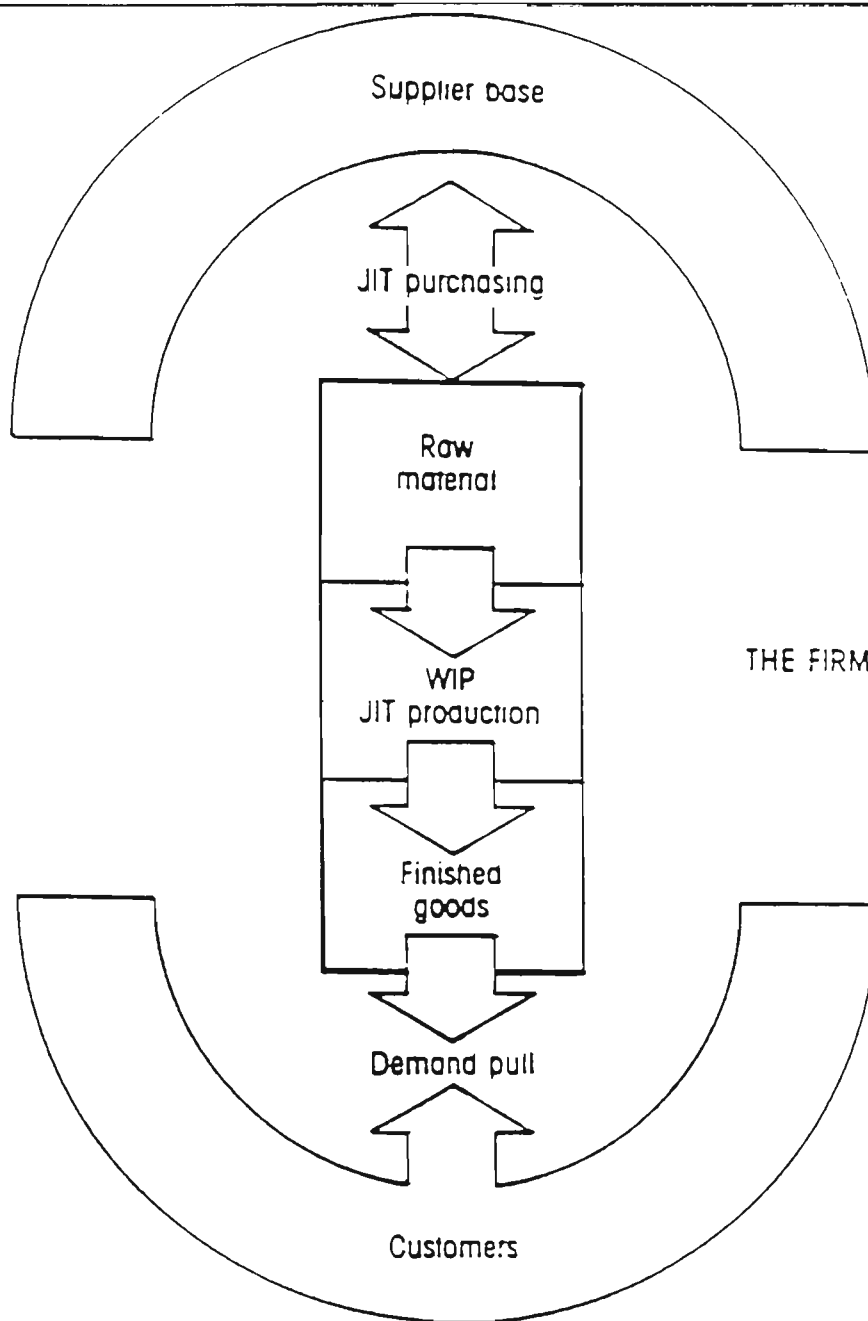 Supplier base
JIT purchasing
Raw
material
THE FIRM
WIP
JIT production
Finished
goods
Demand pull
Customers